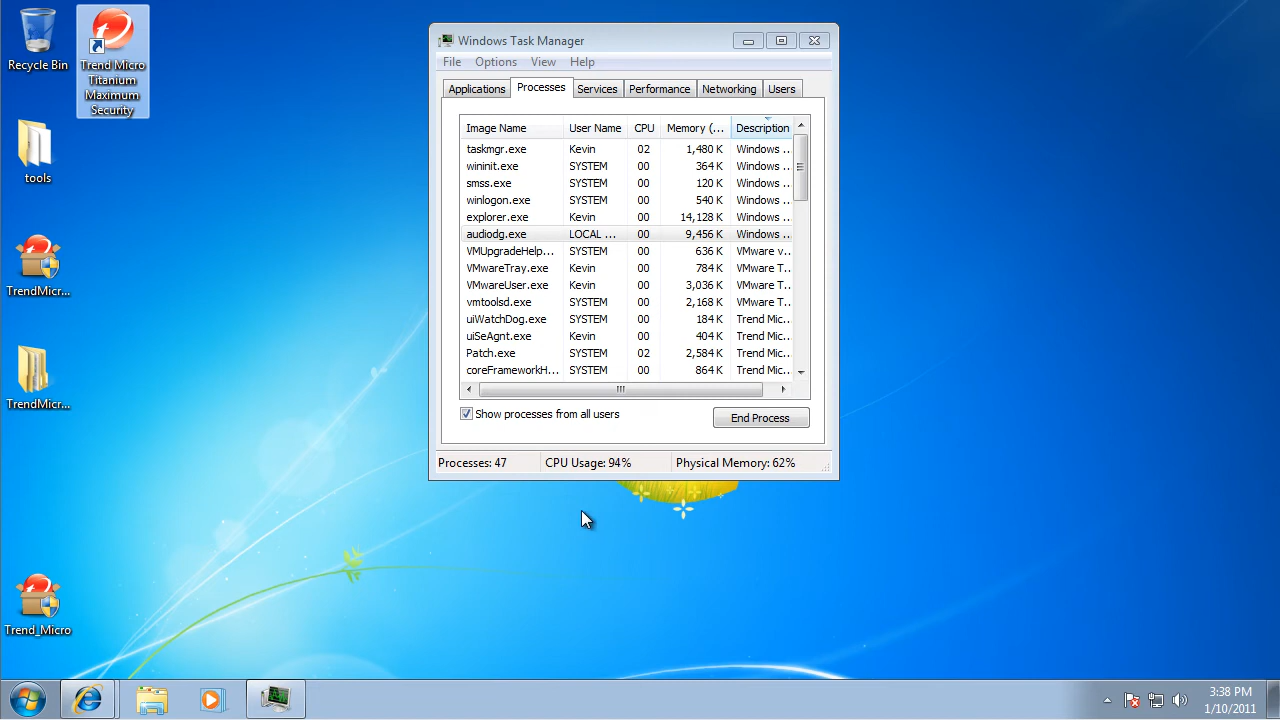 Recycle Bin
Trend Micro
Titanium
Maximum
Security
tools
TrendMicr...
TrendMicr...
Trend_Micro
Windows Task Manager
File Options View Help
Applications Processes Services Performance Networking Users
Image Name User Name CPU Memory (... Description
taskmgr.exe Kevin 02 1,480 K Windows ...
wininit.exe SYSTEM 00 364 K Windows ...
smss.exe SYSTEM 00 120 K Windows ...
winlogon.exe SYSTEM 00 540 K Windows ...
explorer.exe Kevin 00 14,128 K Windows ...
audiodg.exe LOCAL ... 00 9,456 K Windows ...
VMUpgradeHelp... SYSTEM 00 636 K VMware v...
VMwareTray.exe Kevin 00 784 K VMware T...
VMwareUser.exe Kevin 00 3,036 K VMware T...
vmtoolsd.exe SYSTEM 00 2,168 K VMware T...
uiWatchDog.exe SYSTEM 00 184 K Trend Mic...
uiSeAgnt.exe Kevin 00 404 K Trend Mic...
Patch.exe SYSTEM 02 2,584 K Trend Mic...
coreFrameworkH... SYSTEM 00 864 K Trend Mic...
Show processes from all users
End Process
Processes: 47 CPU Usage: 94% Physical Memory: 62%
3:38 PM
1/10/2011